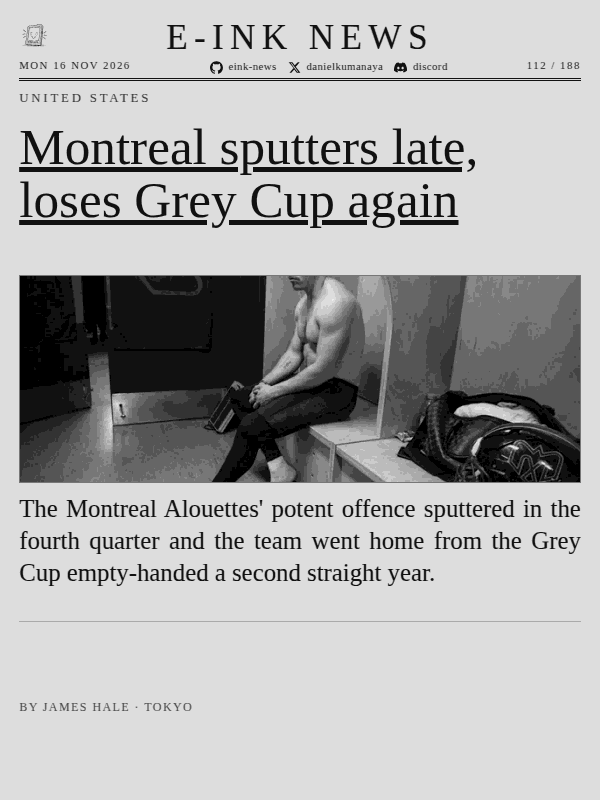 E-INK NEWS
MON 16 NOV 2026
eink-news danielkumanaya discord
112 / 188
UNITED STATES
Montreal sputters late,
loses Grey Cup again
The Montreal Alouettes' potent offence sputtered in the
fourth quarter and the team went home from the Grey
Cup empty-handed a second straight year.
BY JAMES HALE · TOKYO